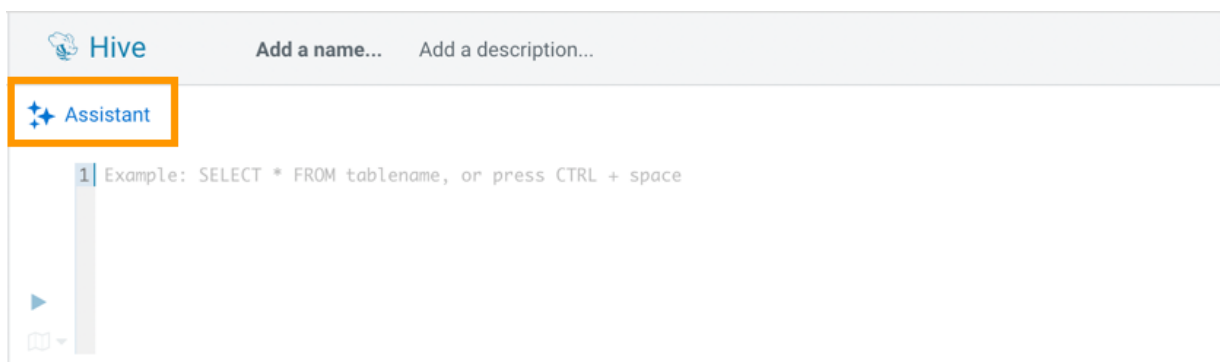 Hive Add a name... Add a description...
Assistant
1 Example: SELECT * FROM tablename, or press CTRL + space